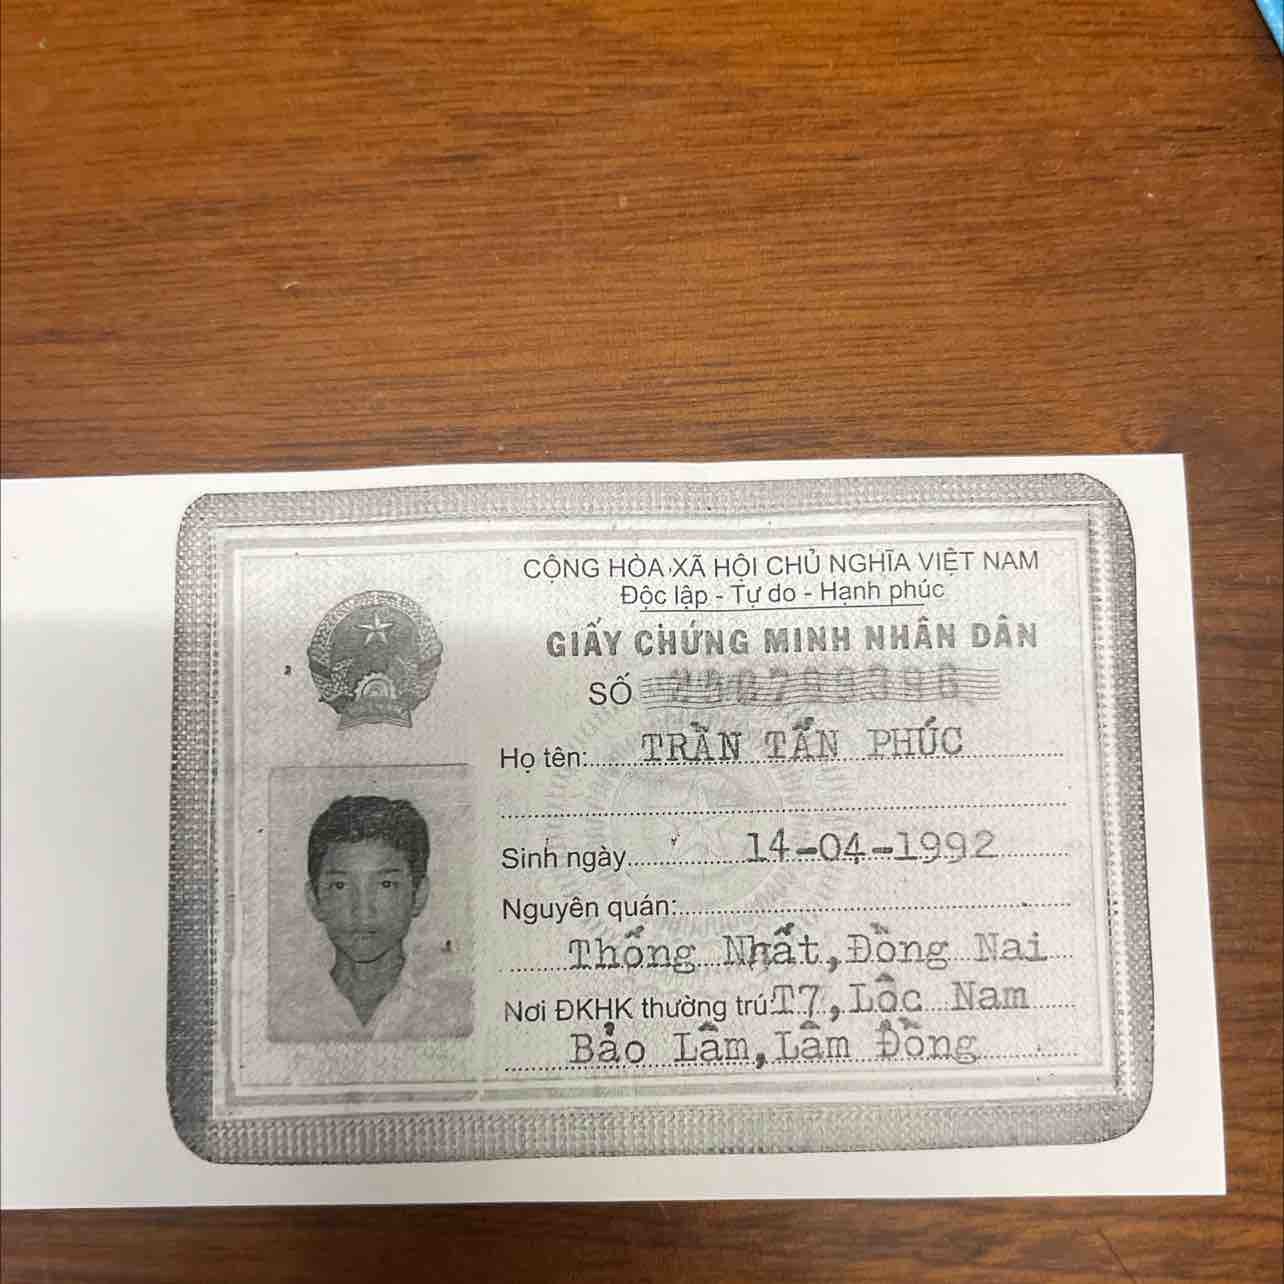 CỘNG HÒA XÃ HỘI CHỦ NGHĨA VIỆT NAM
Độc lập - Tự do - Hạnh phúc
GIẤY CHỨNG MINH NHÂN DÂN
SỐ
Họ tên: TRẦN TẤN PHÚC
Sinh ngày 14-04-1992
Nguyên quán:
Thống Nhất, Đồng Nai
Nơi ĐKHK thường trú: T7, Lộc Nam
Bảo Lâm, Lâm Đồng